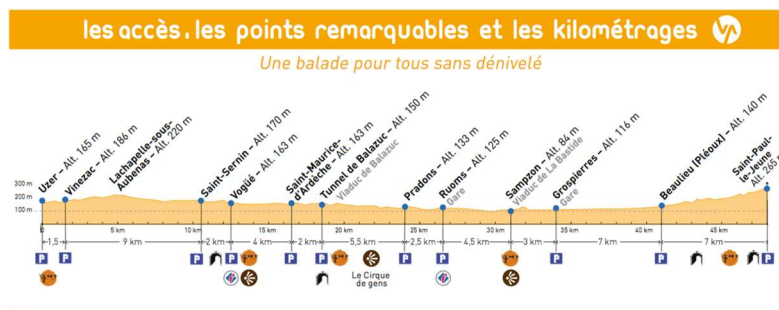 les accès, les points remarquables et les kilométrages
Une balade pour tous sans dénivelé
Uzer – Alt. 165 m
Vinezac – Alt. 186 m
Lachapelle-sous-
Aubenas – Alt. 220 m
Saint-Sernin – Alt. 170 m
Vogüé – Alt. 163 m
Saint-Maurice-
d'Ardèche – Alt. 163 m
Tunnel de Balazuc – Alt. 150 m
Viaduc de Balazuc
Pradons – Alt. 133 m
Ruoms – Alt. 125 m
Gare
Sampzon – Alt. 84 m
Viaduc de La Bastide
Grospierres – Alt. 116 m
Gare
Beaulieu (Pléoux) – Alt. 140 m
Saint-Paul-
le-Jeune
Alt. 265 m
300 m
200 m
100 m
0 5 km 10 km 15 km 20 km 25 km 30 km 35 km 40 km 45 km
1,5 9 km 2 km 4 km 2 km 5,5 km 2,5 km 4,5 km 3 km 7 km 7 km
P P P P P P P P P P P P
Le Cirque
de gens